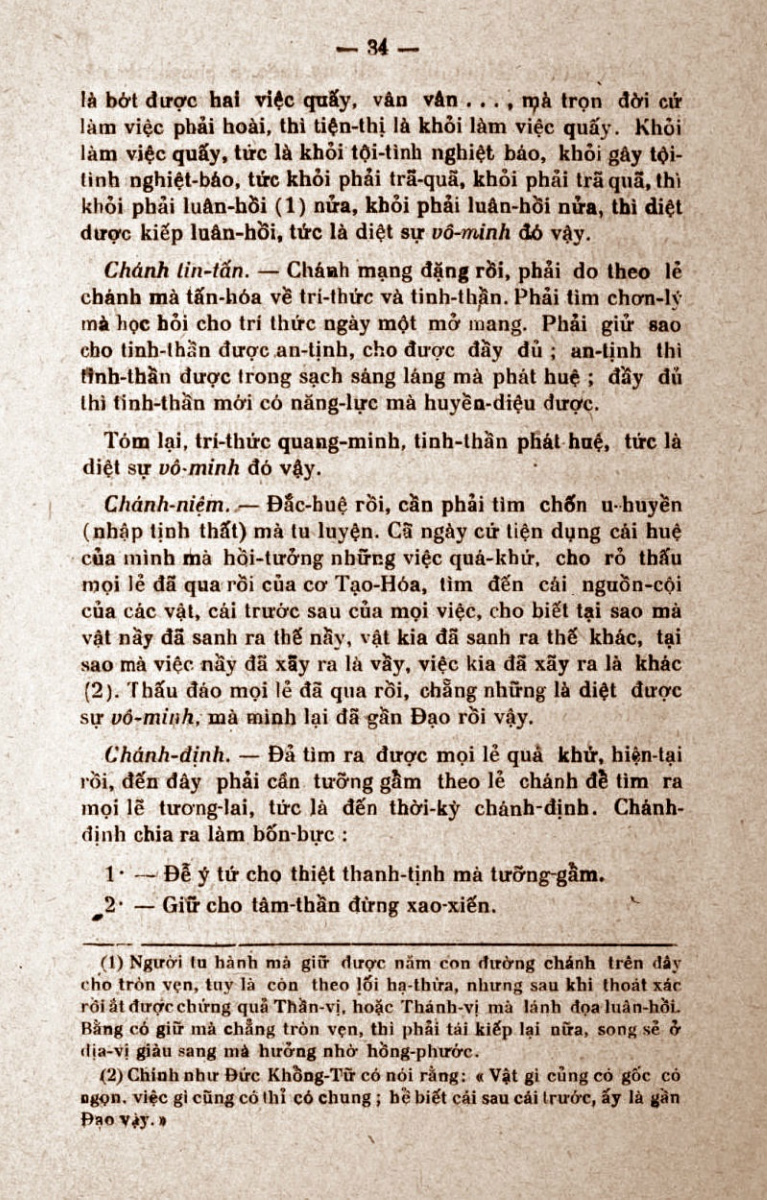 — 34 —
là bớt được hai việc quấy, vân vân . . . , mà trọn đời cứ
làm việc phải hoài, thì tiện-thị là khỏi làm việc quấy. Khỏi
làm việc quấy, tức là khỏi tội-tình nghiệt báo, khỏi gây tội-
tình nghiệt-báo, tức khỏi phải trã-quã, khỏi phải trã quã, thì
khỏi phải luân-hồi (1) nửa, khỏi phải luân-hồi nửa, thì diệt
được kiếp luân-hồi, tức là diệt sự vô-minh đó vậy.
Chánh tin-tấn. — Chánh mạng đặng rồi, phải do theo lẻ
chánh mà tấn-hóa về trí-thức và tinh-thần. Phải tìm chơn-lý
mà học hỏi cho trí thức ngày một mở mang. Phải giử sao
cho tinh-thần được an-tịnh, cho được đầy đủ ; an-tịnh thì
tinh-thần được trong sạch sáng láng mà phát huệ ; đầy đủ
thì tinh-thần mới có năng-lực mà huyền-diệu được.
Tóm lại, trí-thức quang-minh, tinh-thần phát huệ, tức là
diệt sự vô-minh đó vậy.
Chánh-niệm. — Đắc-huệ rồi, cần phải tìm chốn u-huyền
(nhập tịnh thất) mà tu luyện. Cã ngày cứ tiện dụng cái huệ
của mình mà hồi-tưởng những việc quá-khứ, cho rỏ thấu
mọi lẻ đã qua rồi của cơ Tạo-Hóa, tìm đến cái nguồn-cội
của các vật, cái trước sau của mọi việc, cho biết tại sao mà
vật nầy đã sanh ra thế nầy, vật kia đã sanh ra thế khác, tại
sao mà việc nầy đã xãy ra là vầy, việc kia đã xãy ra là khác
(2). Thấu đáo mọi lẻ đã qua rồi, chẳng những là diệt được
sự vô-minh, mà mình lại đã gần Đạo rồi vậy.
Chánh-định. — Đả tìm ra được mọi lẻ quá khứ, hiện-tại
rồi, đến đây phải cần tưỡng gẫm theo lẻ chánh để tìm ra
mọi lẽ tương-lai, tức là đến thời-kỳ chánh-định. Chánh-
định chia ra làm bốn-bực :
1· — Để ý tứ cho thiệt thanh-tịnh mà tưỡng-gẫm.
2· — Giữ cho tâm-thần đừng xao-xiến.
(1) Người tu hành mà giữ được năm con đường chánh trên đây
cho tròn vẹn, tuy là còn theo lối hạ-thừa, nhưng sau khi thoát xác
rồi ắt được chứng quả Thần-vị, hoặc Thánh-vị mà lánh đọa luân-hồi.
Bằng có giữ mà chẳng tròn vẹn, thì phải tái kiếp lại nữa, song sẻ ở
địa-vị giàu sang mà hưởng nhờ hồng-phước.
(2) Chinh như Đức Khổng-Tữ có nói rằng: « Vật gì củng có gốc có
ngọn, việc gì cũng có thỉ có chung ; hể biết cái sau cái trước, ấy là gần
Đạo vậy. »